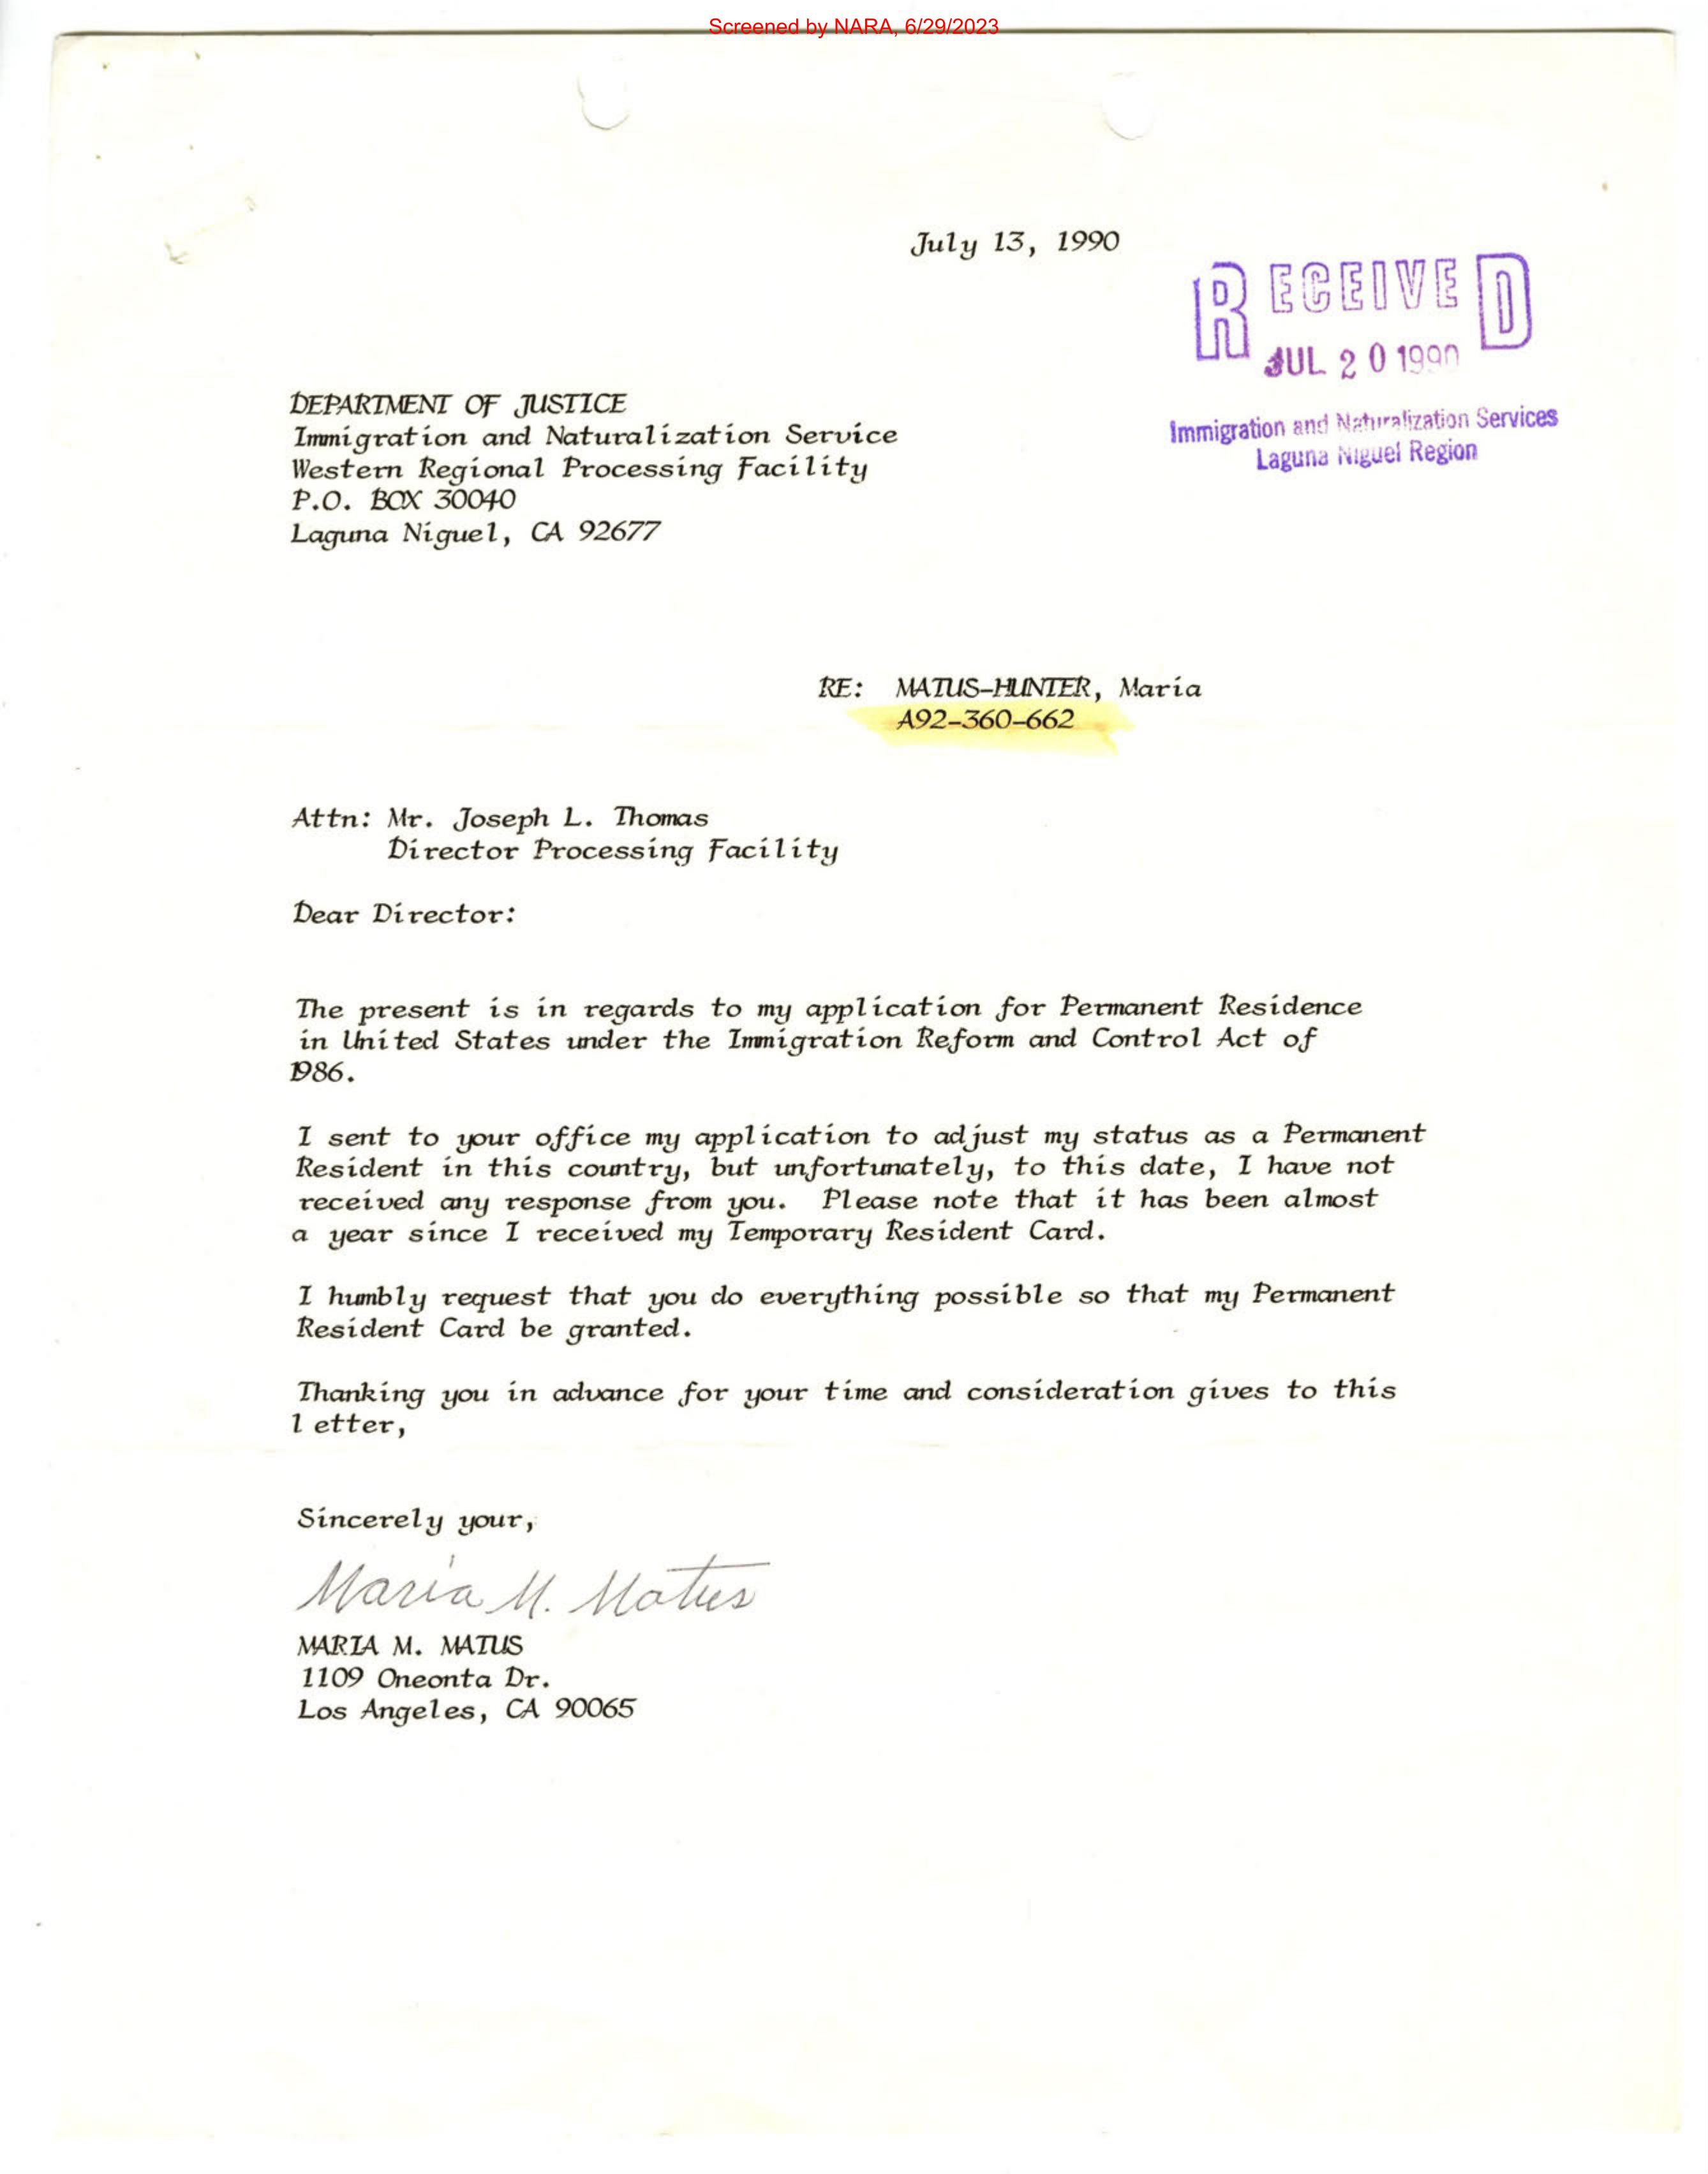 Screened by NARA, 6/29/2023
July 13, 1990
RECEIVED
JUL 20 1990
Immigration and Naturalization Services
Laguna Niguel Region
DEPARTMENT OF JUSTICE
Immigration and Naturalization Service
Western Regional Processing Facility
P.O. BOX 30040
Laguna Niguel, CA 92677
RE: MATUS-HUNTER, Maria
A92-360-662
Attn: Mr. Joseph L. Thomas
Director Processing Facility
Dear Director:
The present is in regards to my application for Permanent Residence
in United States under the Immigration Reform and Control Act of
1986.
I sent to your office my application to adjust my status as a Permanent
Resident in this country, but unfortunately, to this date, I have not
received any response from you. Please note that it has been almost
a year since I received my Temporary Resident Card.
I humbly request that you do everything possible so that my Permanent
Resident Card be granted.
Thanking you in advance for your time and consideration gives to this
l etter,
Sincerely your,
Maria M. Matus
MARIA M. MATUS
1109 Oneonta Dr.
Los Angeles, CA 90065